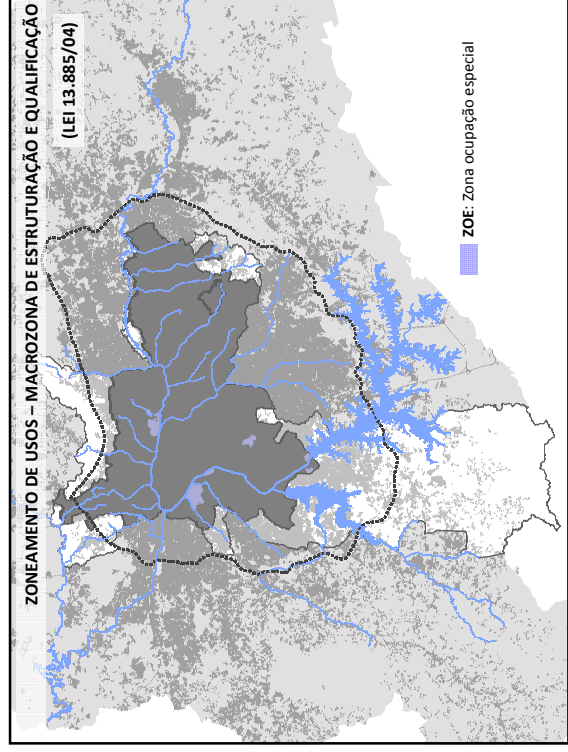 ZONEAMENTO DE USOS – MACROZONA DE ESTRUTURAÇÃO E QUALIFICAÇÃO
(LEI 13.885/04)
ZOE: Zona ocupação especial